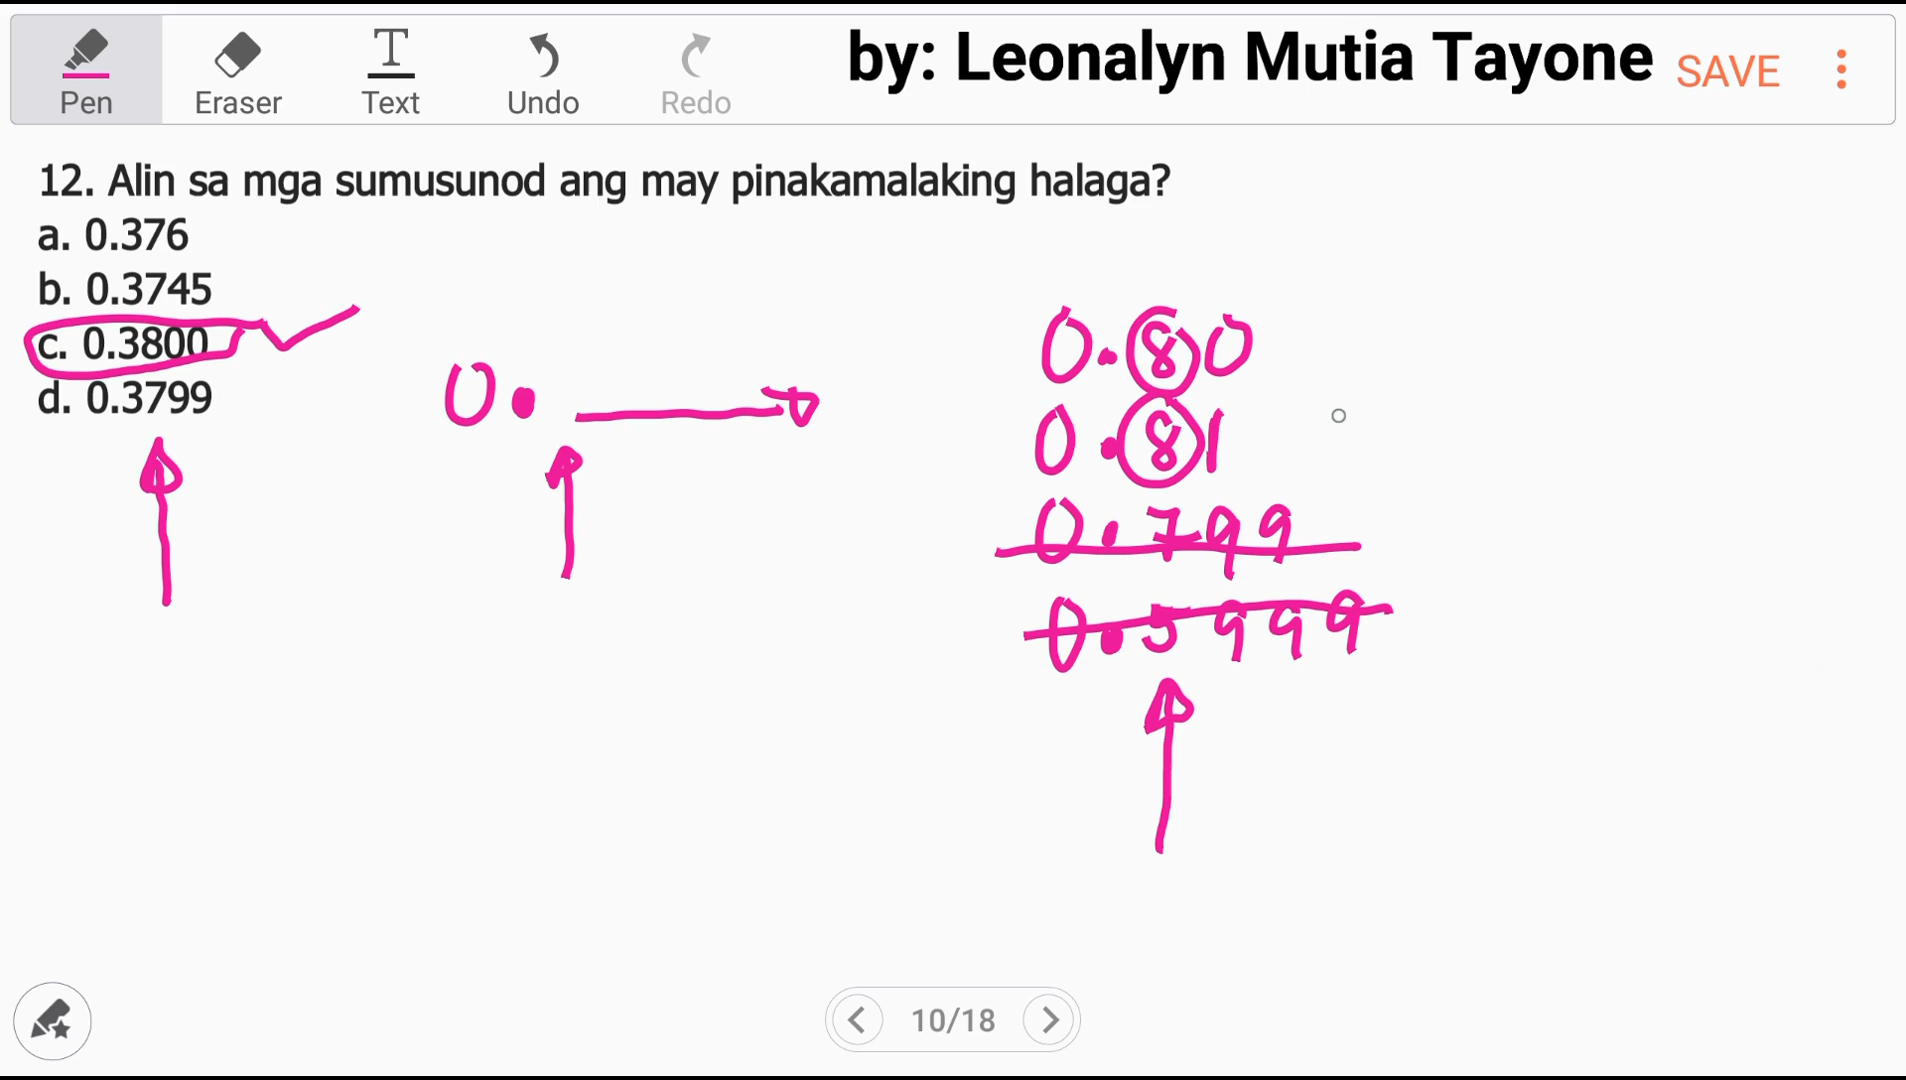 by: Leonalyn Mutia Tayone
SAVE
Pen
Eraser
Text
Undo
Redo
12. Alin sa mga sumusunod ang may pinakamalaking halaga?
a. 0.376
b. 0.3745
c. 0.3800
d. 0.3799
0.
0.80
0.81
0.799
0.5999
10/18